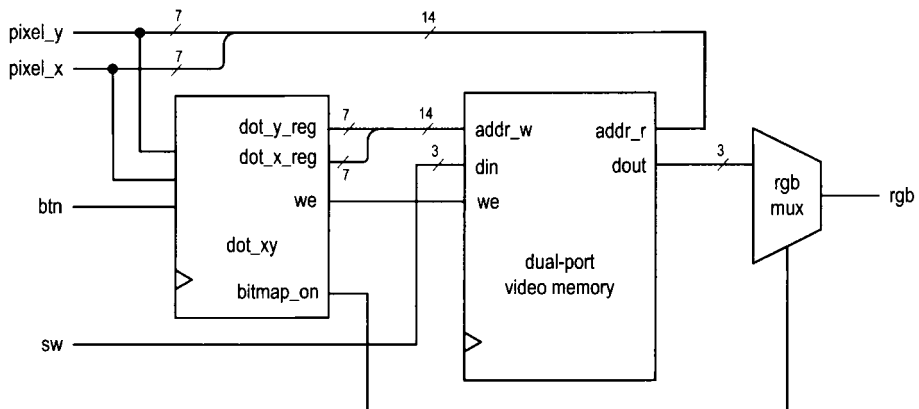 pixel_y
7
14
pixel_x
7
dot_y_reg
7
14
addr_w
addr_r
dot_x_reg
7
3
din
dout
3
rgb
mux
rgb
btn
we
we
dot_xy
dual-port
video memory
bitmap_on
sw